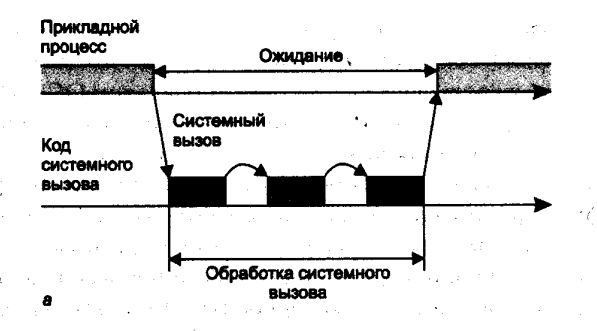 Прикладной
процесс
Ожидание
Системный
вызов
Код
системного
вызова
Обработка системного
вызова
а